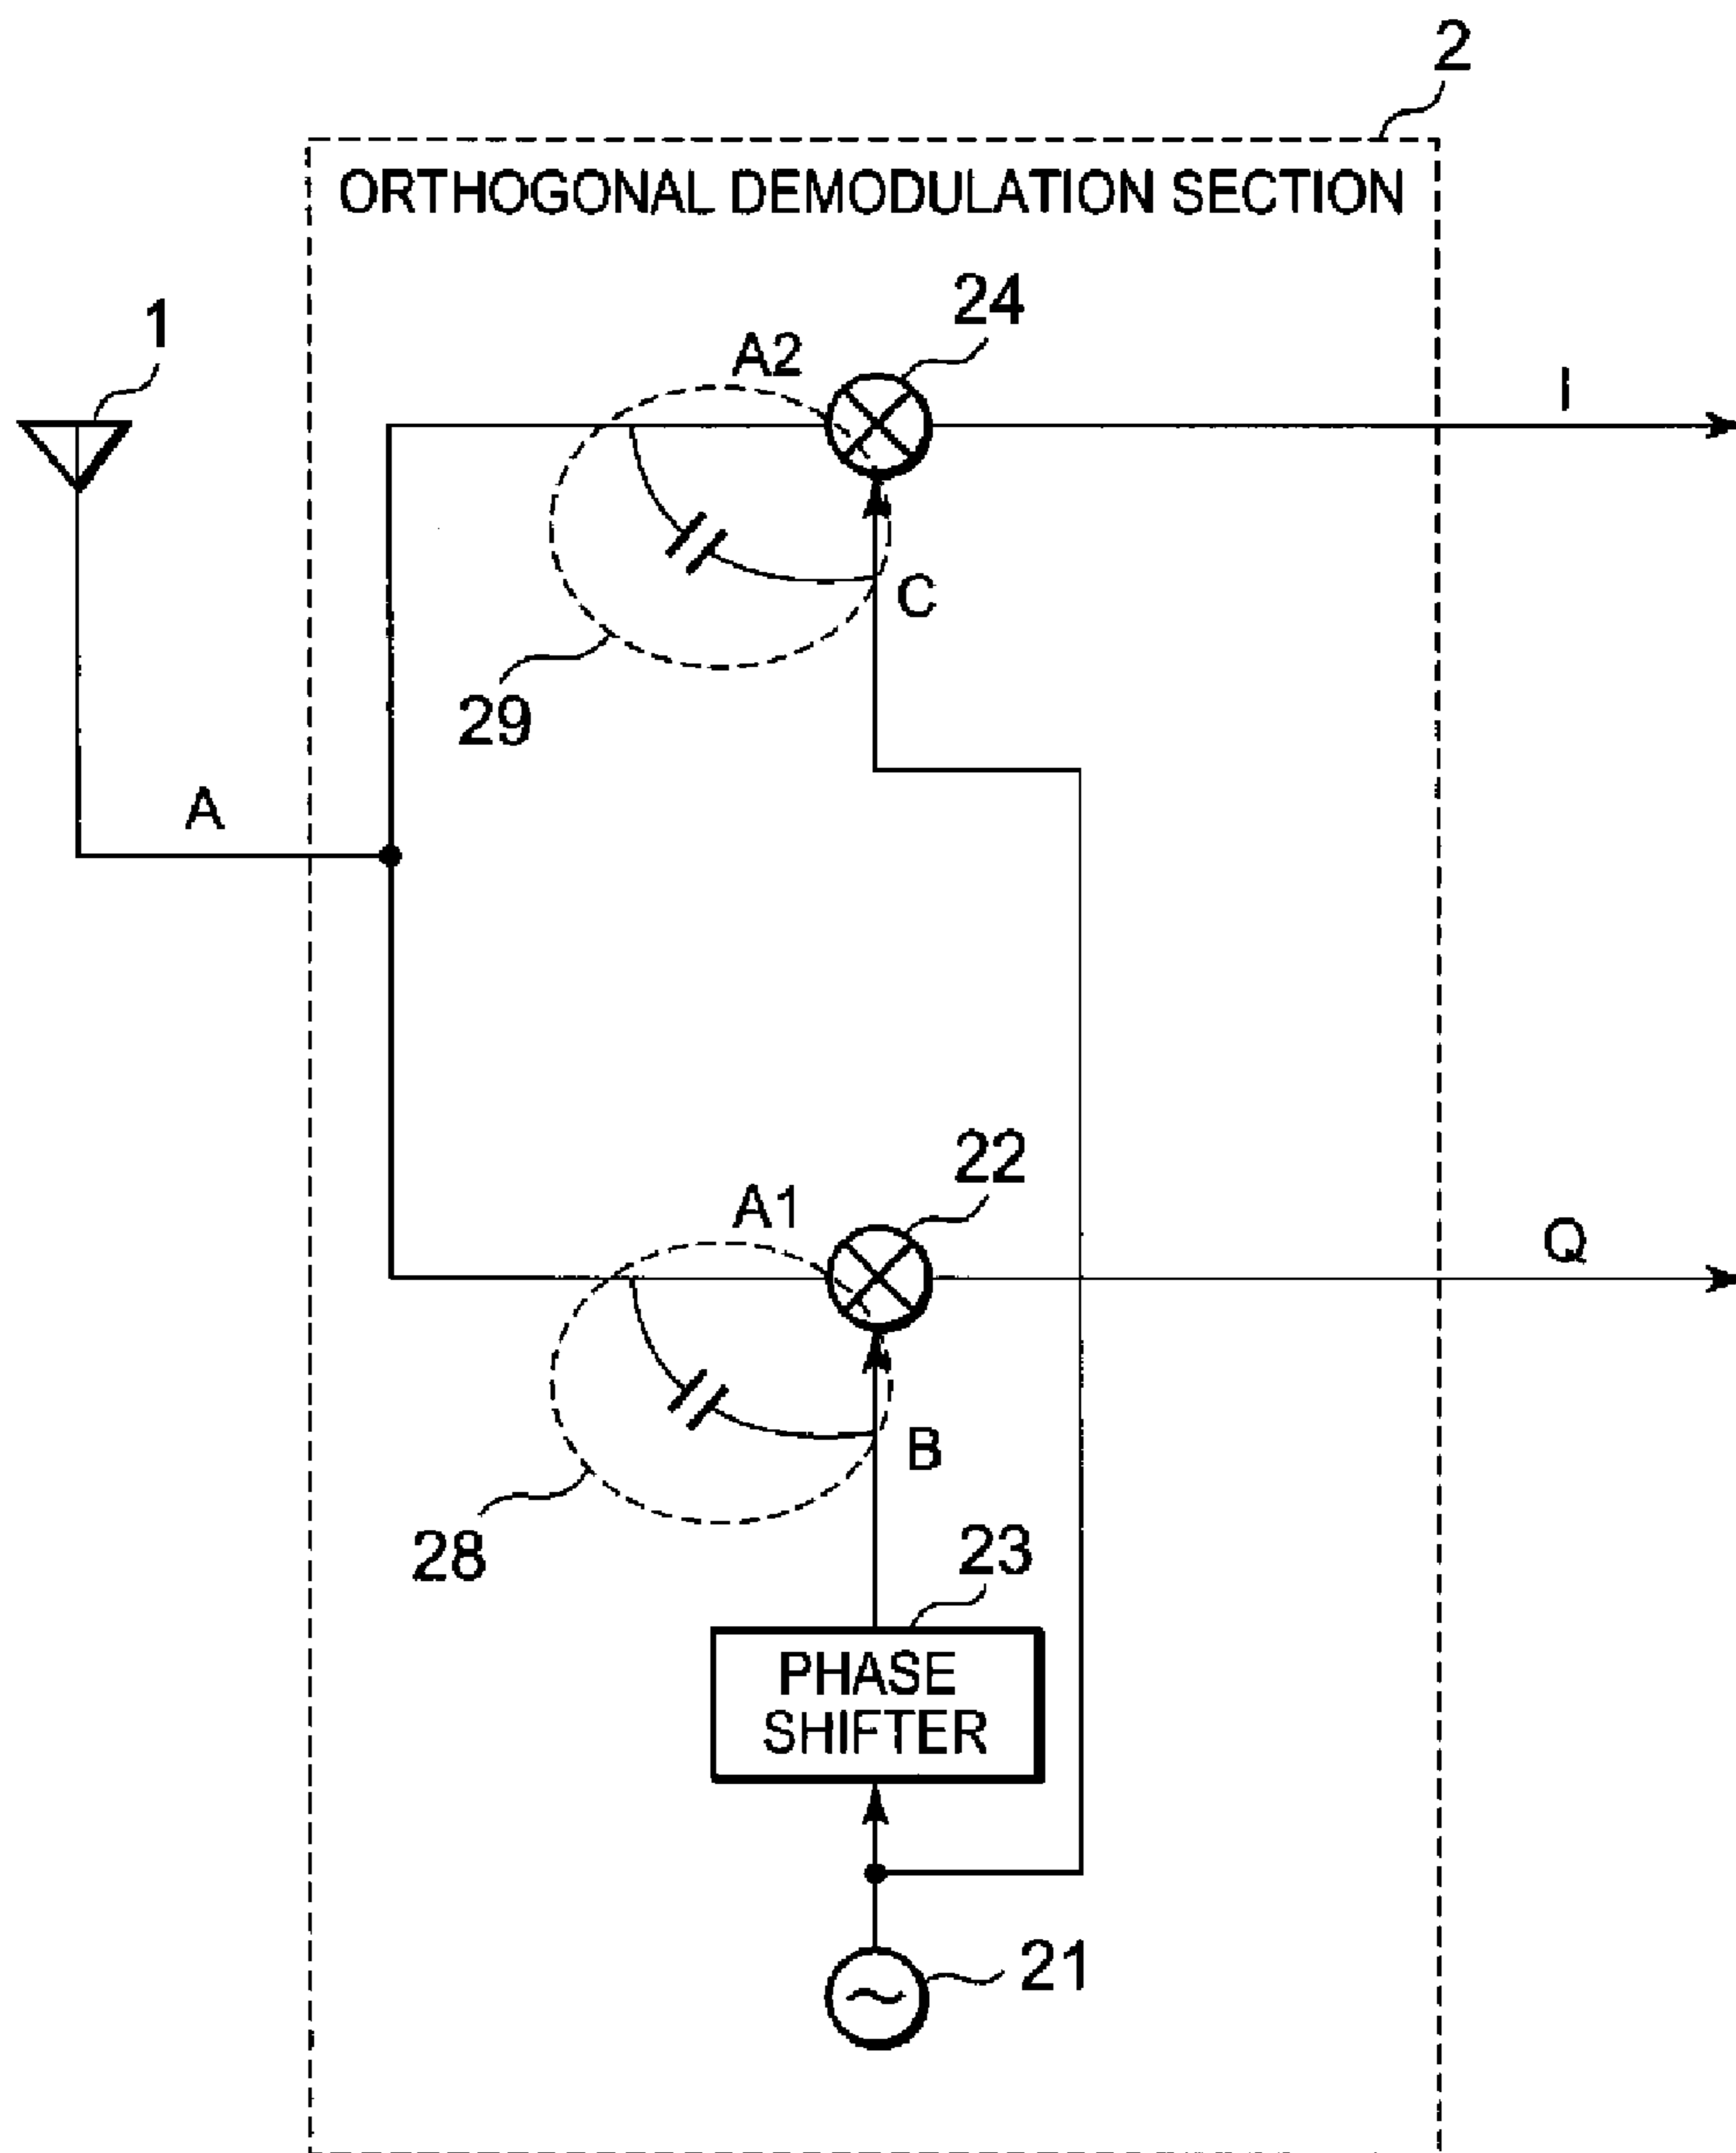 2
ORTHOGONAL DEMODULATION SECTION
1
24
A2
I
C
29
A
22
A1
Q
B
28
23
PHASE
SHIFTER
21